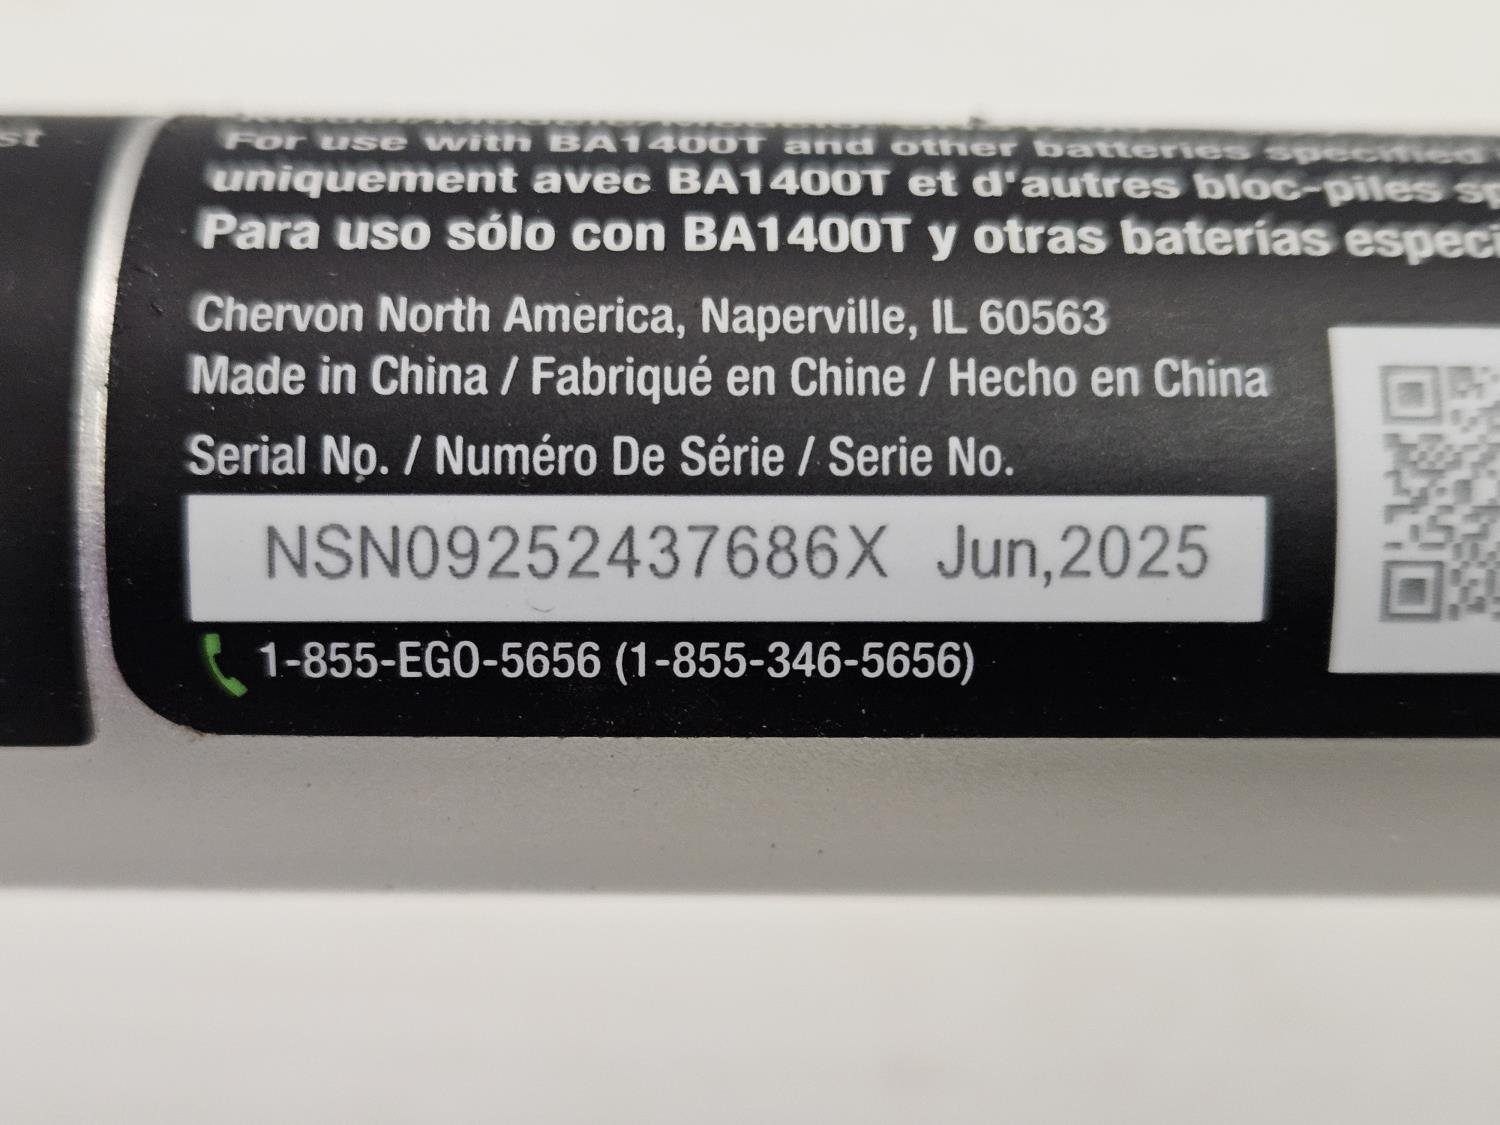 st
For use with BA1400T and other batteries specified
uniquement avec BA1400T et d'autres bloc-piles
Para uso sólo con BA1400T y otras baterías
Chervon North America, Naperville, IL 60563
Made in China / Fabriqué en Chine / Hecho en China
Serial No. / Numéro De Série / Serie No.
NSN09252437686X Jun,2025
1-855-EGO-5656 (1-855-346-5656)